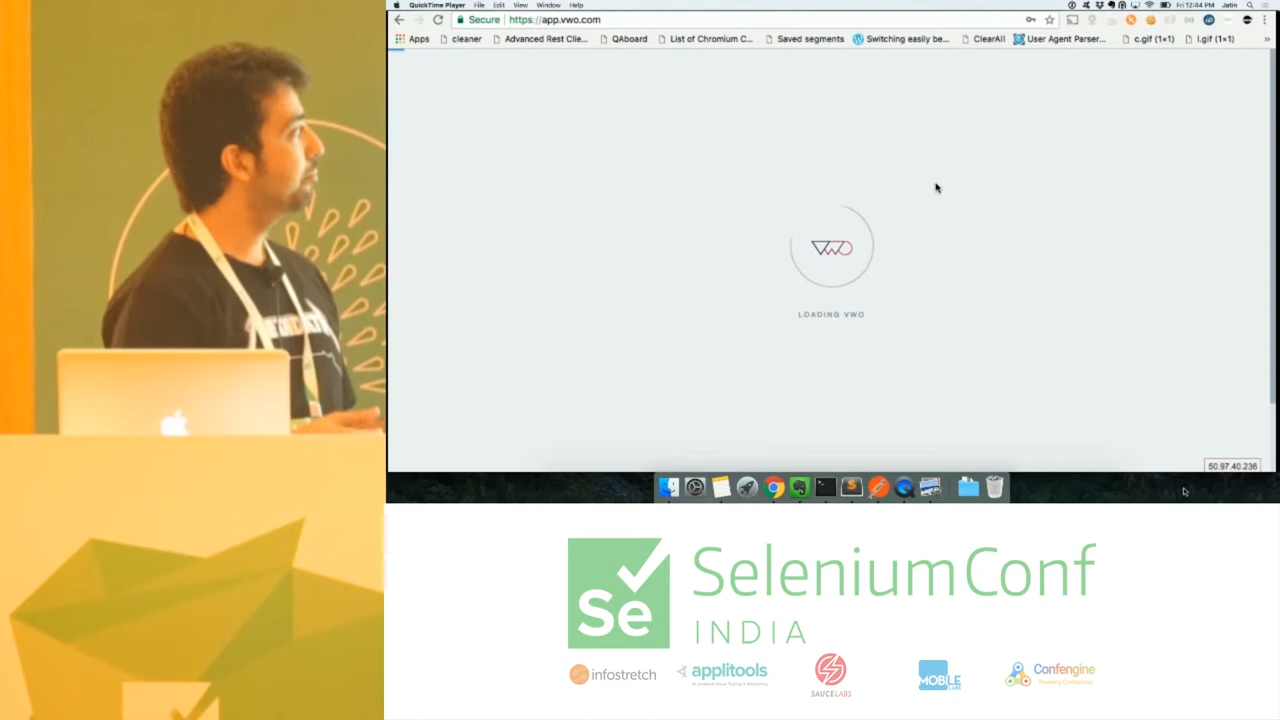 QuickTime Player File Edit View Window Help
Fri 12:44 PM Jatin
Secure https://app.vwo.com
Apps cleaner Advanced Rest Clie... QAboard List of Chromium C... Saved segments Switching easily be... ClearAll User Agent Parser... c.gif (1×1) l.gif (1×1) »
VWO
LOADING VWO
50.97.40.236
Se
SeleniumConf
INDIA
infostretch
applitools
SAUCELABS
MOBILE
LABS
Confengine